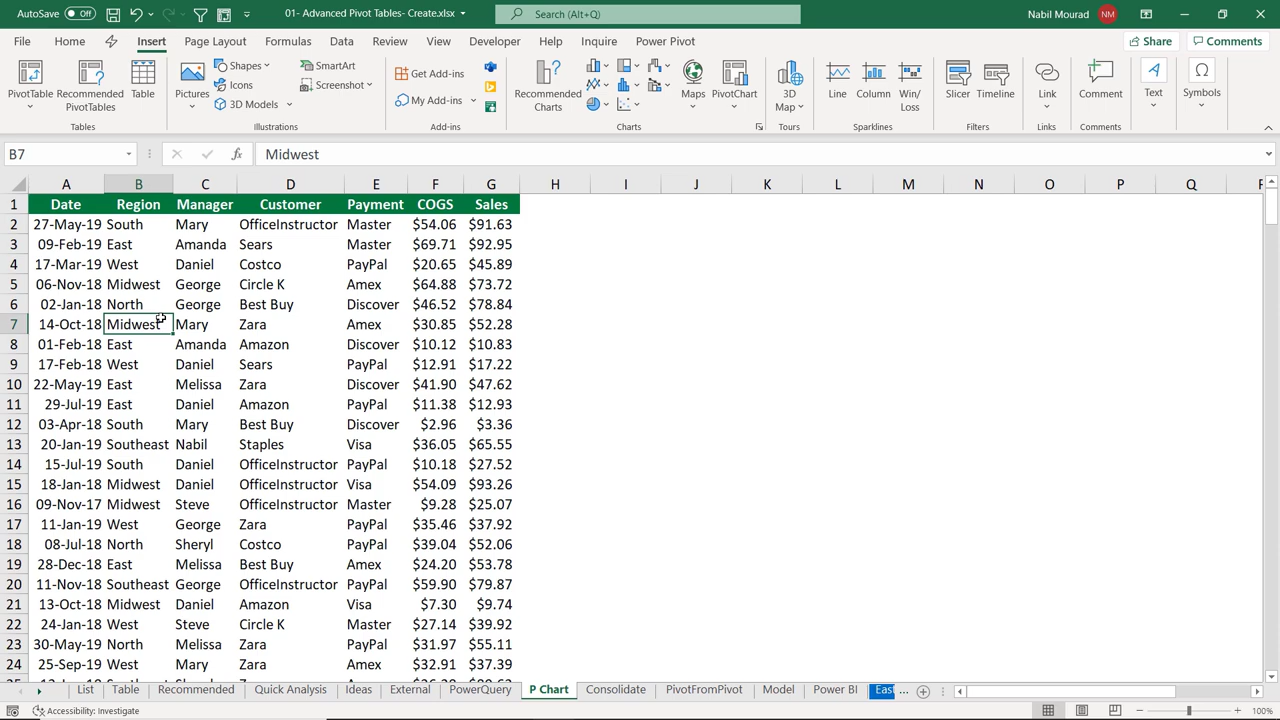 AutoSave Off 01- Advanced Pivot Tables- Create.xlsx Search (Alt+Q) Nabil Mourad NM
File Home Insert Page Layout Formulas Data Review View Developer Help Inquire Power Pivot Share Comments
PivotTable Recommended PivotTables Table Pictures Shapes Icons 3D Models SmartArt Screenshot Get Add-ins My Add-ins Recommended Charts Maps PivotChart 3D Map Line Column Win/Loss Slicer Timeline Link Comment Text Symbols
Tables Illustrations Add-ins Charts Tours Sparklines Filters Links Comments
B7 fx Midwest
A B C D E F G H I J K L M N O P Q
1 Date Region Manager Customer Payment COGS Sales
2 27-May-19 South Mary OfficeInstructor Master $54.06 $91.63
3 09-Feb-19 East Amanda Sears Master $69.71 $92.95
4 17-Mar-19 West Daniel Costco PayPal $20.65 $45.89
5 06-Nov-18 Midwest George Circle K Amex $64.88 $73.72
6 02-Jan-18 North George Best Buy Discover $46.52 $78.84
7 14-Oct-18 Midwest Mary Zara Amex $30.85 $52.28
8 01-Feb-18 East Amanda Amazon Discover $10.12 $10.83
9 17-Feb-18 West Daniel Sears PayPal $12.91 $17.22
10 22-May-19 East Melissa Zara Discover $41.90 $47.62
11 29-Jul-19 East Daniel Amazon PayPal $11.38 $12.93
12 03-Apr-18 South Mary Best Buy Discover $2.96 $3.36
13 20-Jan-19 Southeast Nabil Staples Visa $36.05 $65.55
14 15-Jul-19 South Daniel OfficeInstructor PayPal $10.18 $27.52
15 18-Jan-18 Midwest Daniel OfficeInstructor Visa $54.09 $93.26
16 09-Nov-17 Midwest Steve OfficeInstructor Master $9.28 $25.07
17 11-Jan-19 West George Zara PayPal $35.46 $37.92
18 08-Jul-18 North Sheryl Costco PayPal $39.04 $52.06
19 28-Dec-18 East Melissa Best Buy Amex $24.20 $53.78
20 11-Nov-18 Southeast George OfficeInstructor PayPal $59.90 $79.87
21 13-Oct-18 Midwest Daniel Amazon Visa $7.30 $9.74
22 24-Jan-18 West Steve Circle K Master $27.14 $39.92
23 30-May-19 North Melissa Zara PayPal $31.97 $55.11
24 25-Sep-19 West Mary Zara Amex $32.91 $37.39
List Table Recommended Quick Analysis Ideas External PowerQuery P Chart Consolidate PivotFromPivot Model Power BI East ...
Accessibility: Investigate 100%